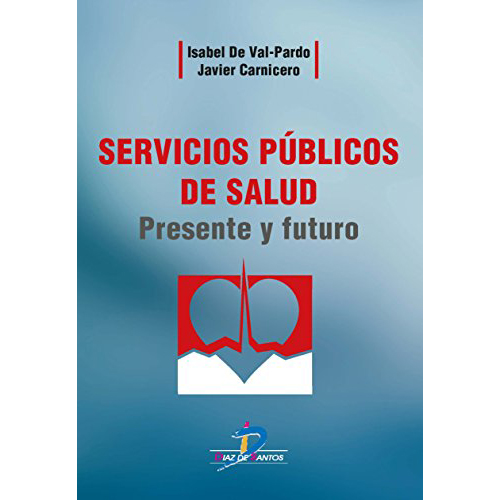 Isabel De Val-Pardo
Javier Carnicero
SERVICIOS PÚBLICOS
DE SALUD
Presente y futuro
DIAZ DE SANTOS